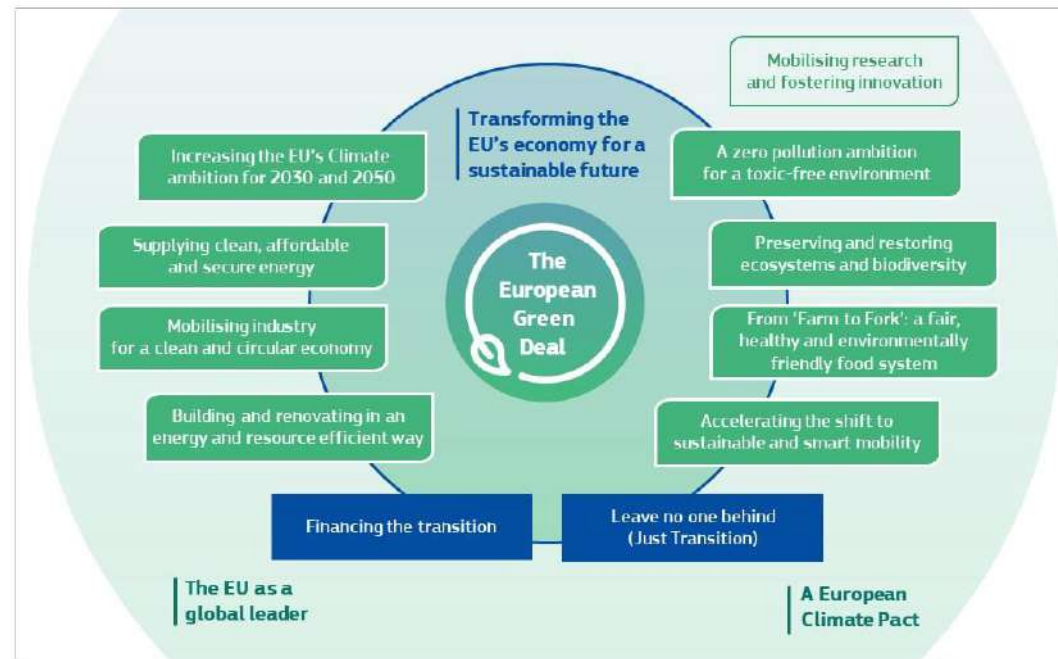 Mobilising research
and fostering innovation
Transforming the
EU's economy for a
sustainable future
Increasing the EU's Climate
ambition for 2030 and 2050
A zero pollution ambition
for a toxic-free environment
Supplying clean, affordable
and secure energy
Preserving and restoring
ecosystems and biodiversity
The
European
Green
Deal
Mobilising industry
for a clean and circular economy
From 'Farm to Fork': a fair,
healthy and environmentally
friendly food system
Building and renovating in an
energy and resource efficient way
Accelerating the shift to
sustainable and smart mobility
Financing the transition
Leave no one behind
(Just Transition)
The EU as a
global leader
A European
Climate Pact